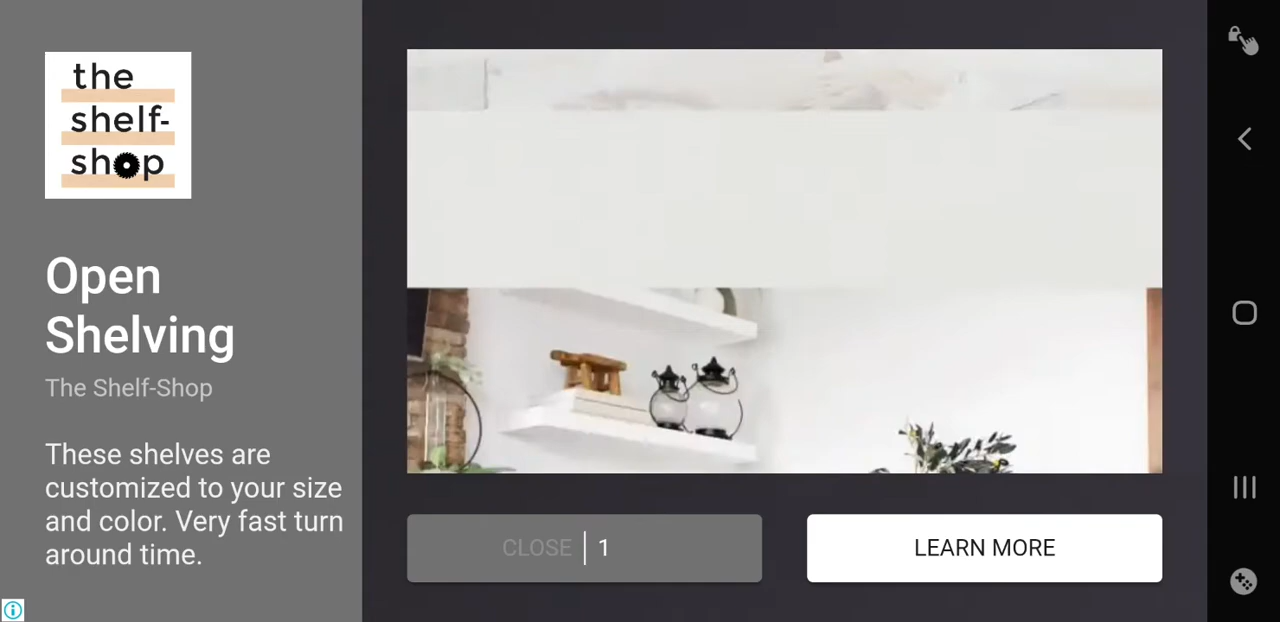 the
shelf-
shop
Open
Shelving
The Shelf-Shop
These shelves are
customized to your size
and color. Very fast turn
around time.
CLOSE | 1
LEARN MORE